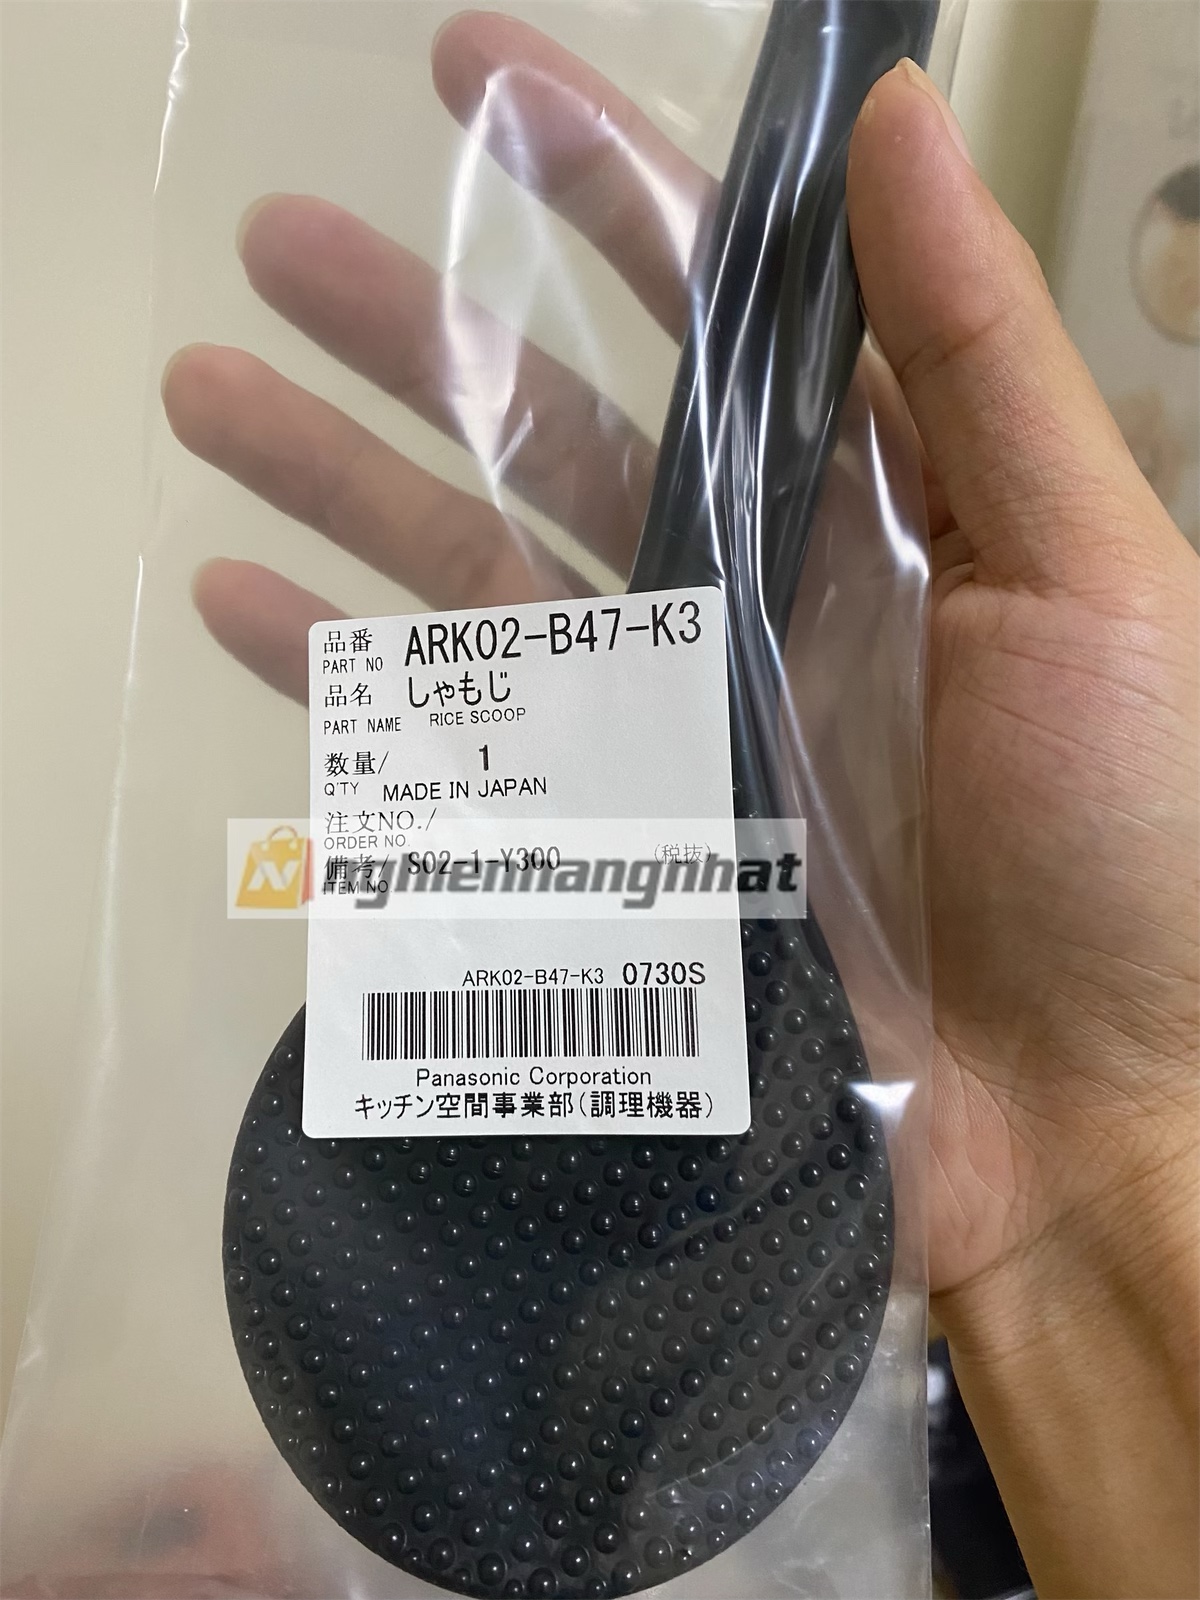 品番 ARK02-B47-K3
PART NO
品名 しゃもじ
PART NAME RICE SCOOP
数量/ 1
Q'TY MADE IN JAPAN
注文NO./
ORDER NO.
備考/ S02-1-Y300 (税抜)
ITEM NO
ARK02-B47-K3 0730S
Panasonic Corporation
キッチン空間事業部(調理機器)